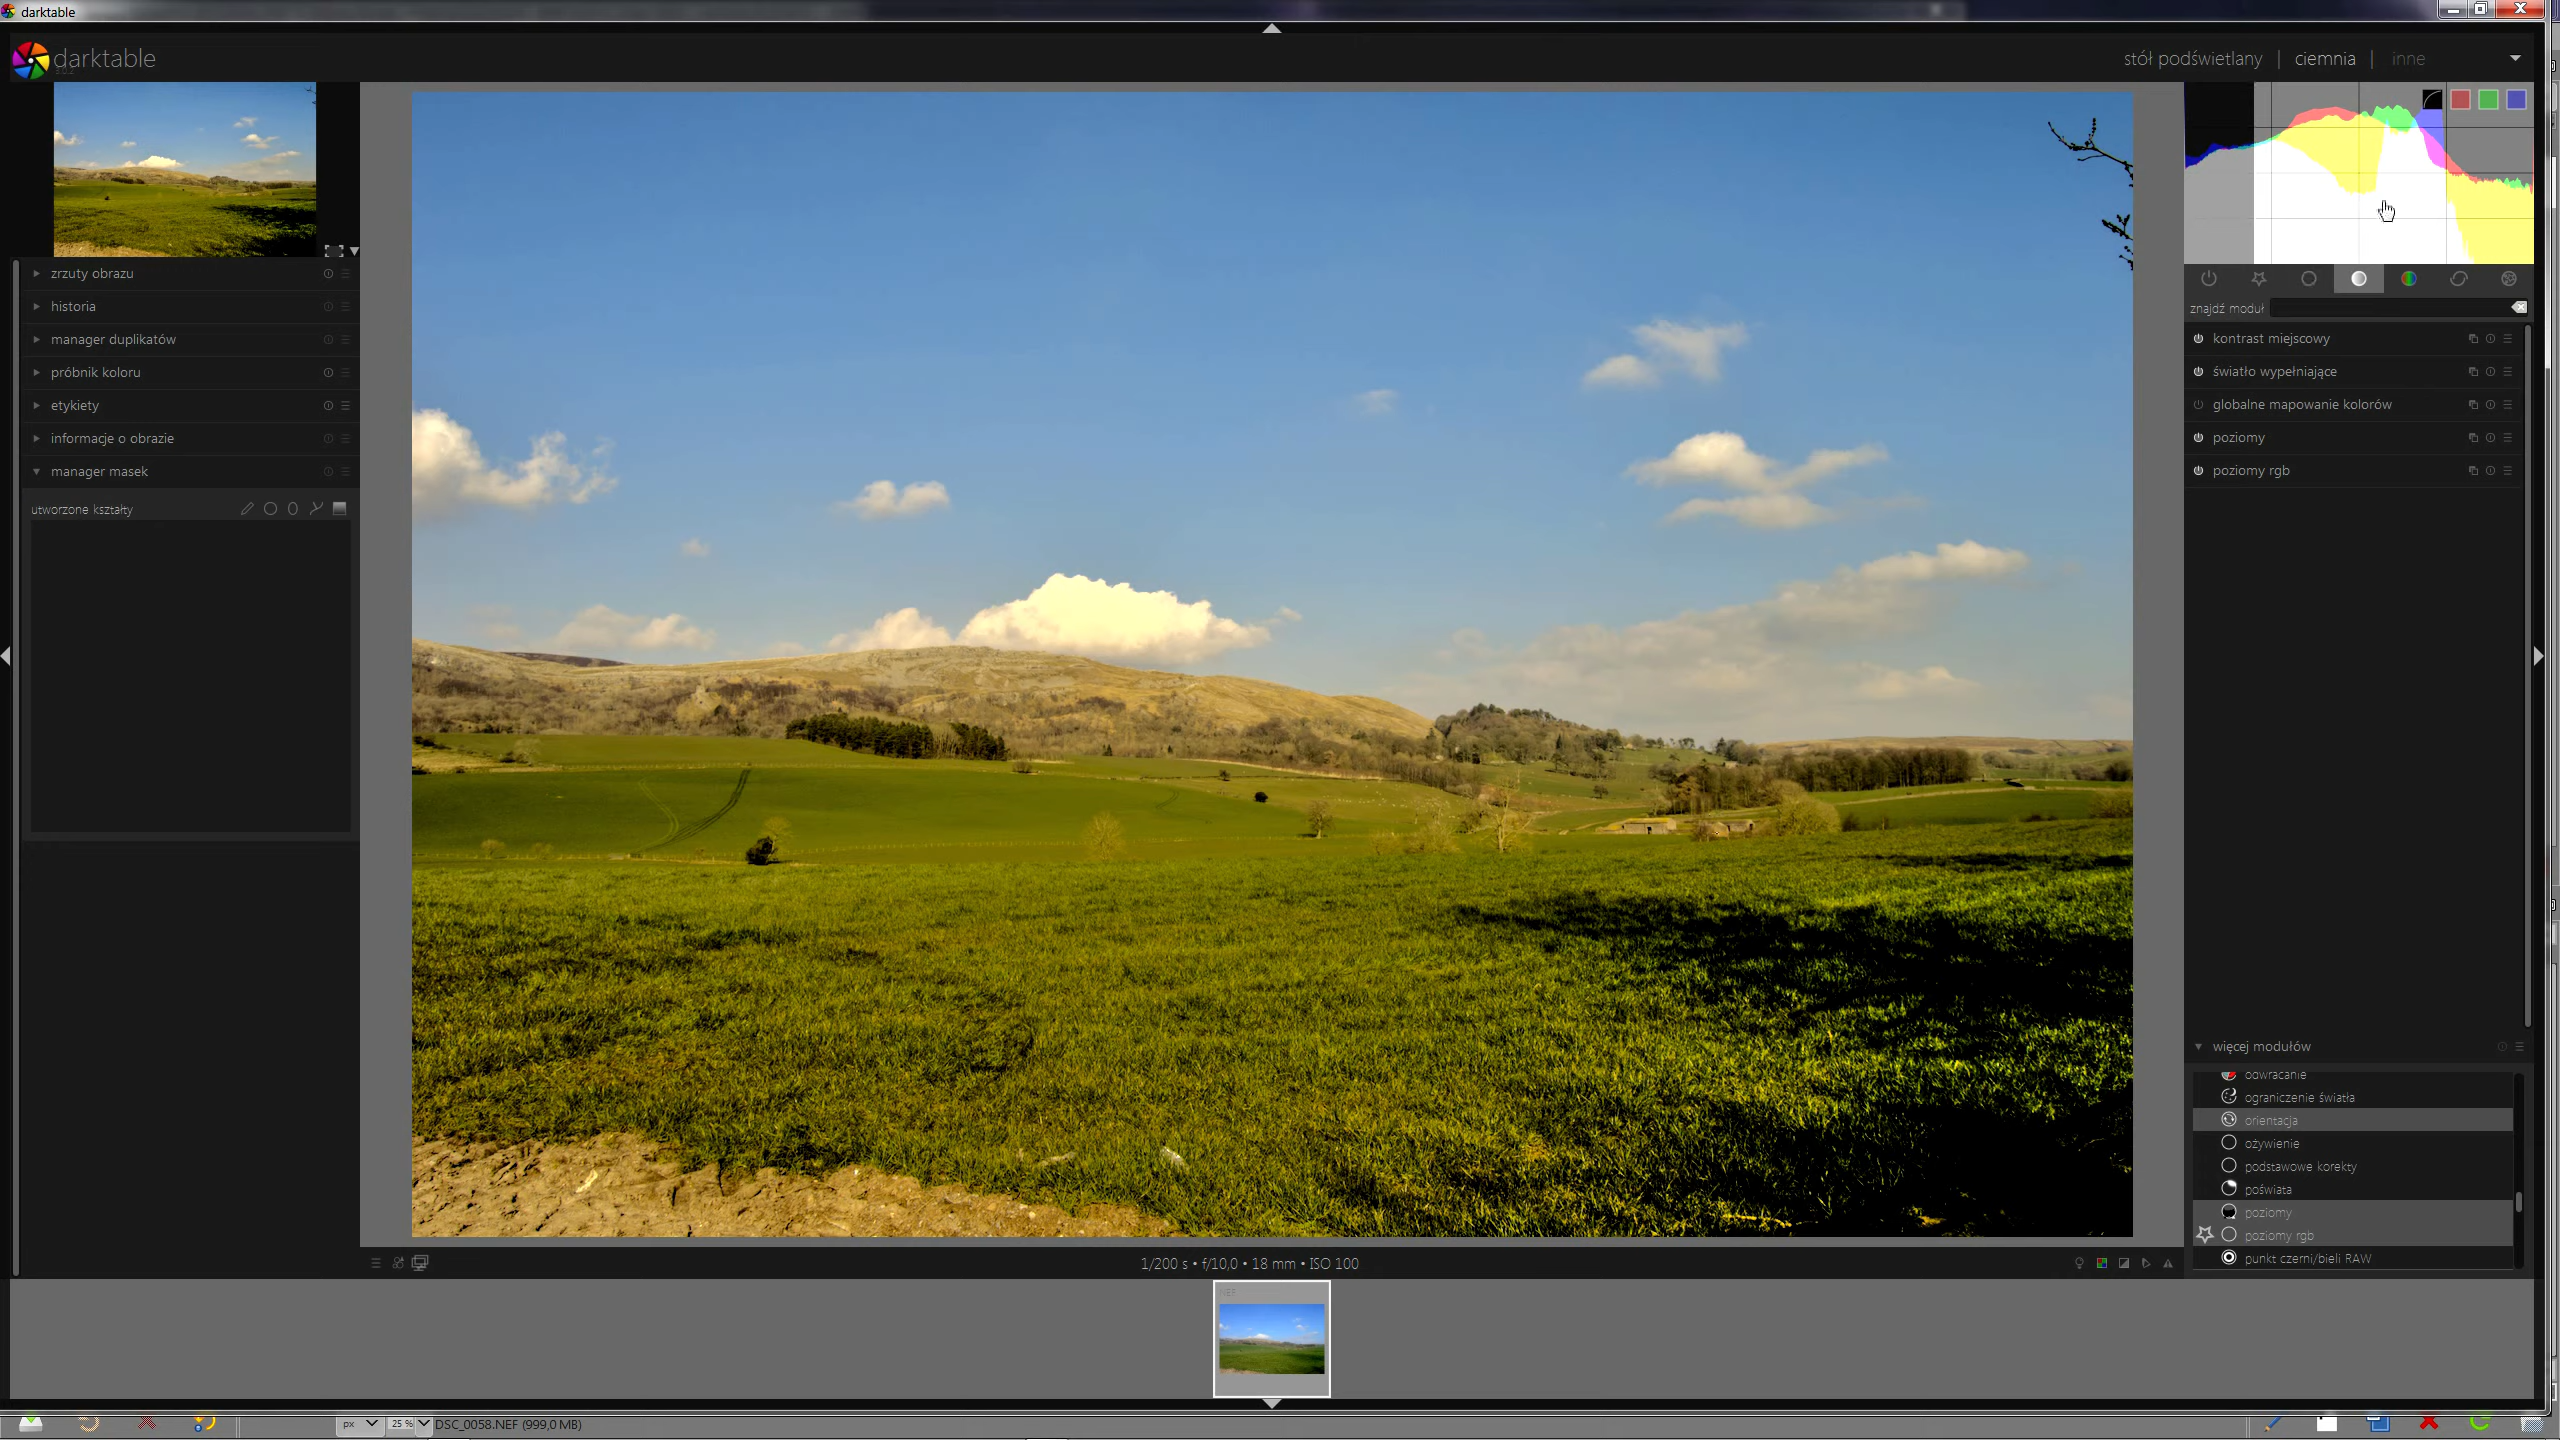 darktable
darktable
stół podświetlany | ciemnia | inne
zrzuty obrazu
historia
manager duplikatów
próbnik koloru
etykiety
informacje o obrazie
manager masek
utworzone kształty
znajdź moduł
kontrast miejscowy
światło wypełniające
globalne mapowanie kolorów
poziomy
poziomy rgb
więcej modułów
odwracanie
ograniczenie światła
orientacja
ożywienie
podstawowe korekty
poświata
poziomy
poziomy rgb
punkt czerni/bieli RAW
1/200 s • f/10,0 • 18 mm • ISO 100
NEF
px 25 % DSC_0058.NEF (999,0 MB)